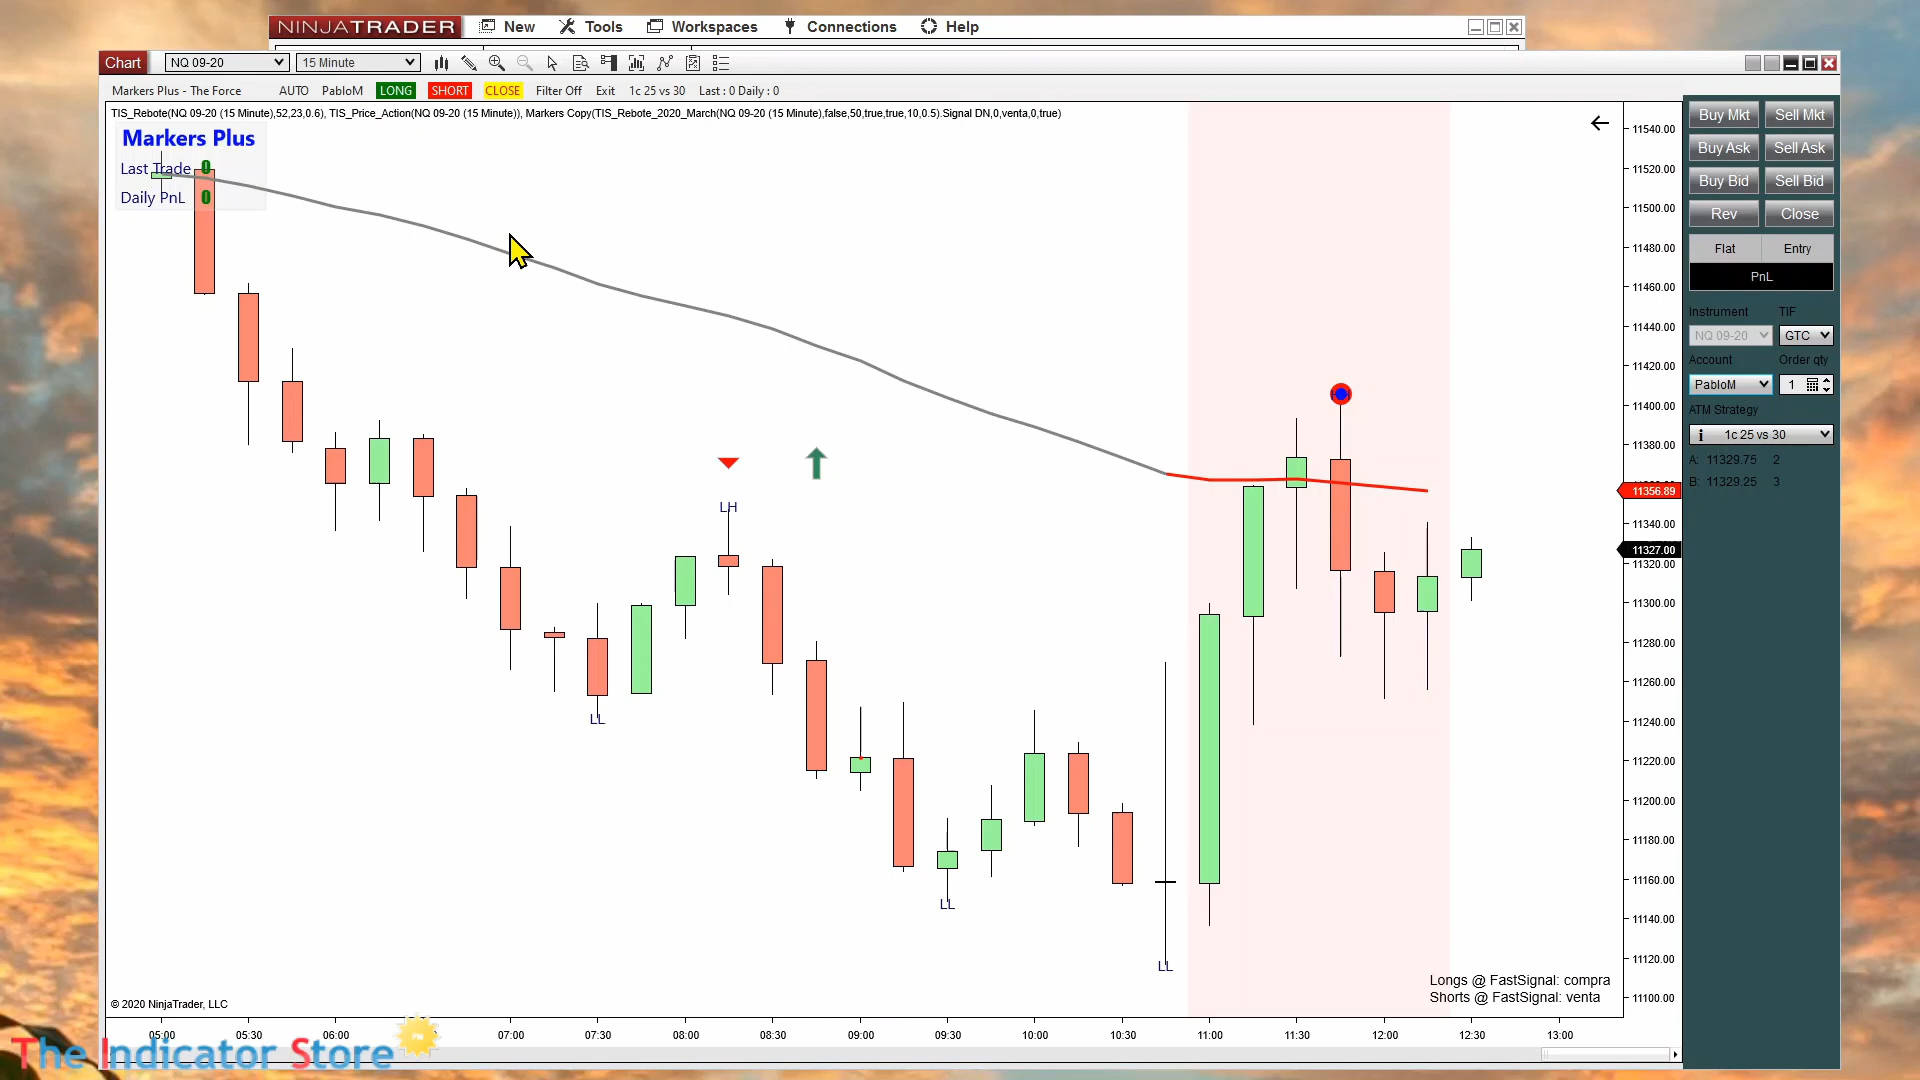 NINJATRADER New Tools Workspaces Connections Help
Chart NQ 09-20 15 Minute
Markers Plus - The Force AUTO PabloM LONG SHORT CLOSE Filter Off Exit 1c 25 vs 30 Last : 0 Daily : 0
TIS_Rebote(NQ 09-20 (15 Minute),52,23,0.6), TIS_Price_Action(NQ 09-20 (15 Minute)), Markers Copy(TIS_Rebote_2020_March(NQ 09-20 (15 Minute),false,50,true,true,10,0.5).Signal DN,0,venta,0,true)
Markers Plus
Last Trade 0
Daily PnL 0
LH
LL
LL
LL
11540.00
11520.00
11500.00
11480.00
11460.00
11440.00
11420.00
11400.00
11380.00
11356.89
11340.00
11327.00
11320.00
11300.00
11280.00
11260.00
11240.00
11220.00
11200.00
11180.00
11160.00
11140.00
11120.00
11100.00
Longs @ FastSignal: compra
Shorts @ FastSignal: venta
© 2020 NinjaTrader, LLC
05:00 05:30 06:00 07:00 07:30 08:00 08:30 09:00 09:30 10:00 10:30 11:00 11:30 12:00 12:30 13:00
Buy Mkt Sell Mkt
Buy Ask Sell Ask
Buy Bid Sell Bid
Rev Close
Flat Entry
PnL
Instrument TIF
NQ 09-20 GTC
Account Order qty
PabloM 1
ATM Strategy
1c 25 vs 30
A: 11329.75 2
B: 11329.25 3
The Indicator Store